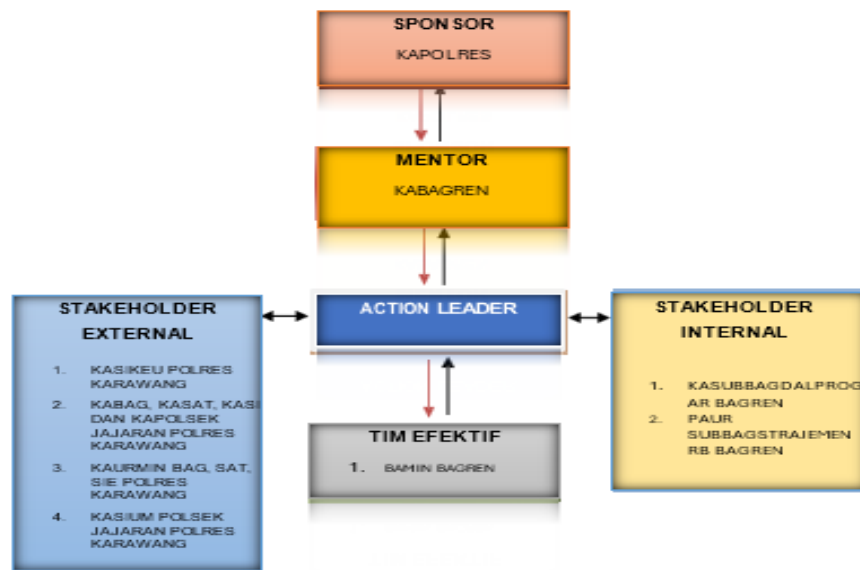 SPONSOR
KAPOLRES
MENTOR
KABAGREN
ACTION LEADER
STAKEHOLDER
EXTERNAL
1. KASIKEU POLRES
KARAWANG
2. KABAG, KASAT, KASI
DAN KAPOLSEK
JAJARAN POLRES
KARAWANG
3. KAURMIN BAG, SAT,
SIE POLRES
KARAWANG
4. KASIUM POLSEK
JAJARAN POLRES
KARAWANG
STAKEHOLDER
INTERNAL
1. KASUBBAGDALPROG
AR BAGREN
2. PAUR
SUBBAGSTRAJEMEN
RB BAGREN
TIM EFEKTIF
1. BAMIN BAGREN